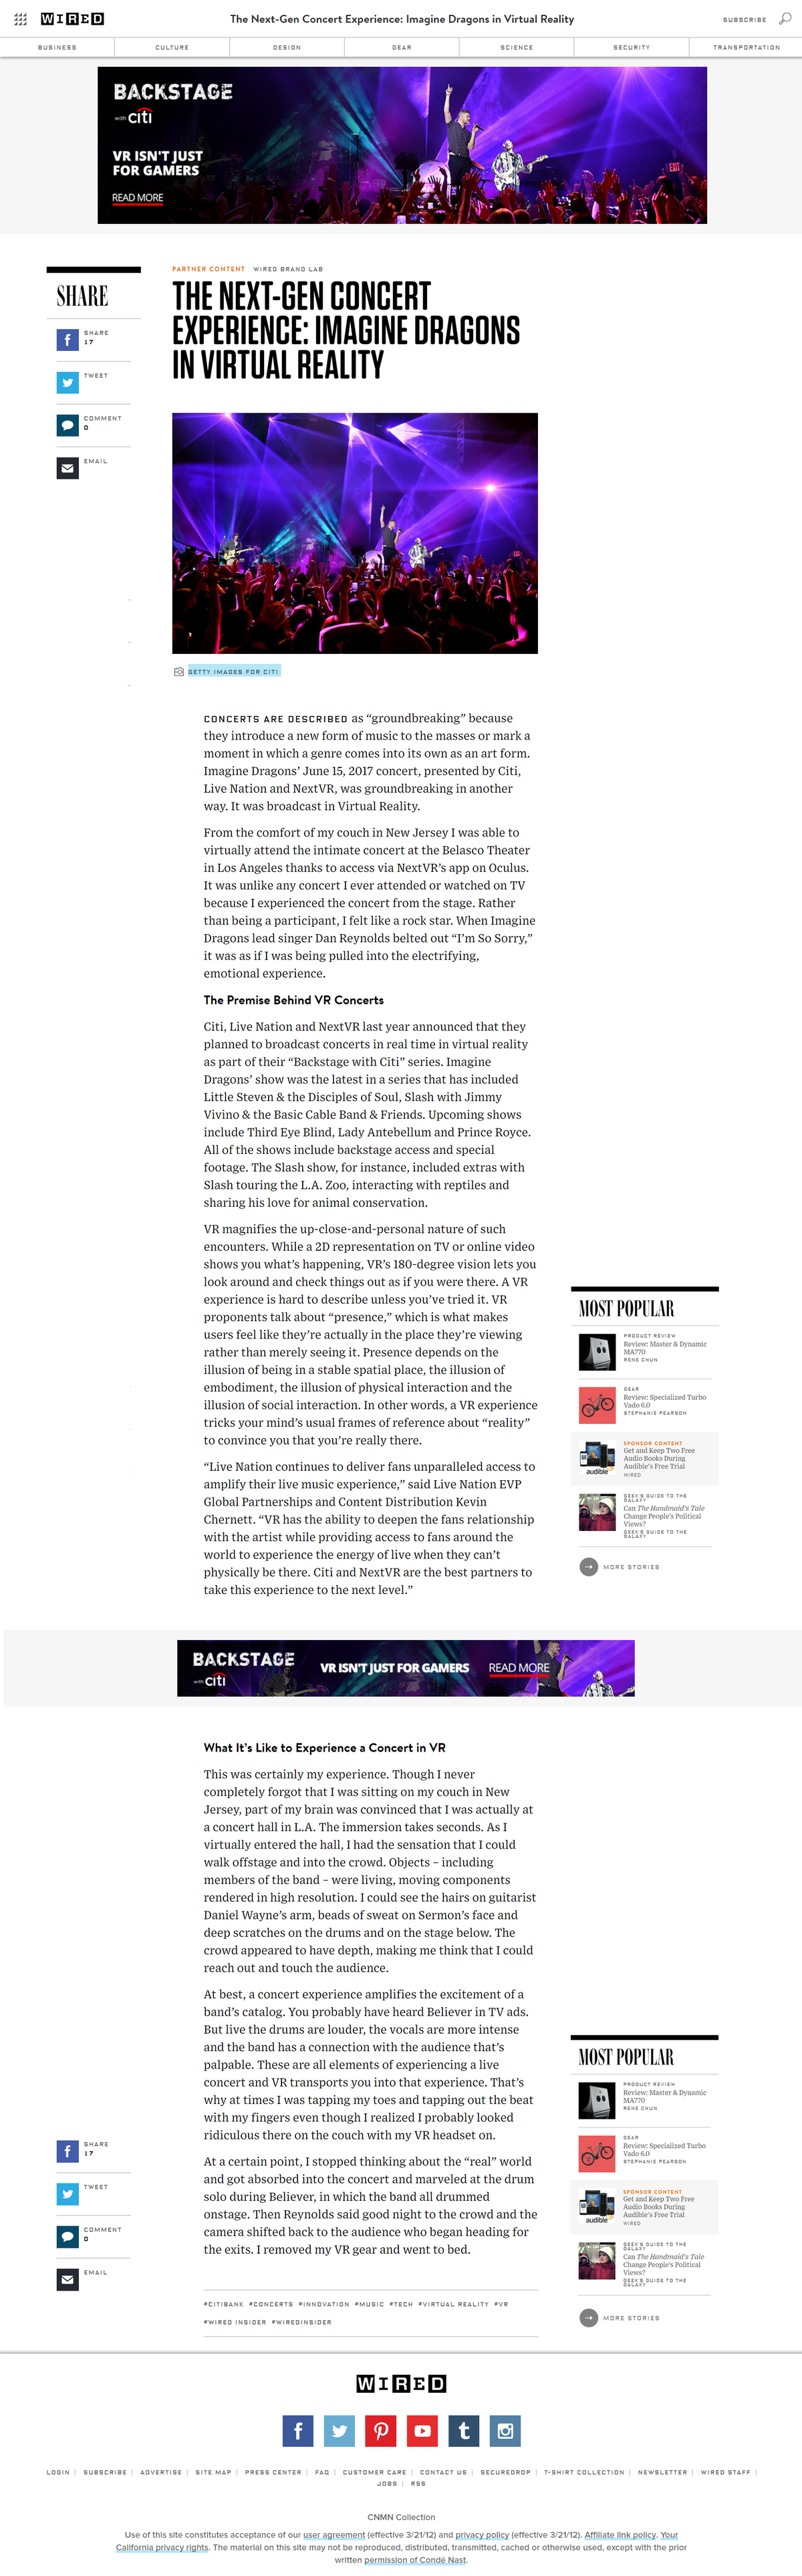 WIRED
The Next-Gen Concert Experience: Imagine Dragons in Virtual Reality
SUBSCRIBE
BUSINESS
CULTURE
DESIGN
GEAR
SCIENCE
SECURITY
TRANSPORTATION
BACKSTAGE
with citi
VR ISN'T JUST
FOR GAMERS
READ MORE
EXIT
SHARE
SHARE
17
TWEET
COMMENT
0
EMAIL
PARTNER CONTENT WIRED BRAND LAB
THE NEXT-GEN CONCERT
EXPERIENCE: IMAGINE DRAGONS
IN VIRTUAL REALITY
GETTY IMAGES FOR CITI
CONCERTS ARE DESCRIBED as “groundbreaking” because
they introduce a new form of music to the masses or mark a
moment in which a genre comes into its own as an art form.
Imagine Dragons’ June 15, 2017 concert, presented by Citi,
Live Nation and NextVR, was groundbreaking in another
way. It was broadcast in Virtual Reality.
From the comfort of my couch in New Jersey I was able to
virtually attend the intimate concert at the Belasco Theater
in Los Angeles thanks to access via NextVR’s app on Oculus.
It was unlike any concert I ever attended or watched on TV
because I experienced the concert from the stage. Rather
than being a participant, I felt like a rock star. When Imagine
Dragons lead singer Dan Reynolds belted out “I’m So Sorry,”
it was as if I was being pulled into the electrifying,
emotional experience.
The Premise Behind VR Concerts
Citi, Live Nation and NextVR last year announced that they
planned to broadcast concerts in real time in virtual reality
as part of their “Backstage with Citi” series. Imagine
Dragons’ show was the latest in a series that has included
Little Steven & the Disciples of Soul, Slash with Jimmy
Vivino & the Basic Cable Band & Friends. Upcoming shows
include Third Eye Blind, Lady Antebellum and Prince Royce.
All of the shows include backstage access and special
footage. The Slash show, for instance, included extras with
Slash touring the L.A. Zoo, interacting with reptiles and
sharing his love for animal conservation.
VR magnifies the up-close-and-personal nature of such
encounters. While a 2D representation on TV or online video
shows you what’s happening, VR’s 180-degree vision lets you
look around and check things out as if you were there. A VR
experience is hard to describe unless you’ve tried it. VR
proponents talk about “presence,” which is what makes
users feel like they’re actually in the place they’re viewing
rather than merely seeing it. Presence depends on the
illusion of being in a stable spatial place, the illusion of
embodiment, the illusion of physical interaction and the
illusion of social interaction. In other words, a VR experience
tricks your mind’s usual frames of reference about “reality”
to convince you that you’re really there.
“Live Nation continues to deliver fans unparalleled access to
amplify their live music experience,” said Live Nation EVP
Global Partnerships and Content Distribution Kevin
Chernett. “VR has the ability to deepen the fans relationship
with the artist while providing access to fans around the
world to experience the energy of live when they can’t
physically be there. Citi and NextVR are the best partners to
take this experience to the next level.”
MOST POPULAR
PRODUCT REVIEW
Review: Master & Dynamic
MA770
RENE CHUN
GEAR
Review: Specialized Turbo
Vado 6.0
STEPHANIE PEARSON
audible
SPONSOR CONTENT
Get and Keep Two Free
Audio Books During
Audible's Free Trial
WIRED
GEEK'S GUIDE TO THE
GALAXY
Can The Handmaid's Tale
Change People's Political
Views?
GEEK'S GUIDE TO THE
GALAXY
MORE STORIES
BACKSTAGE
with citi
VR ISN'T JUST FOR GAMERS
READ MORE
What It’s Like to Experience a Concert in VR
This was certainly my experience. Though I never
completely forgot that I was sitting on my couch in New
Jersey, part of my brain was convinced that I was actually at
a concert hall in L.A. The immersion takes seconds. As I
virtually entered the hall, I had the sensation that I could
walk offstage and into the crowd. Objects – including
members of the band – were living, moving components
rendered in high resolution. I could see the hairs on guitarist
Daniel Wayne’s arm, beads of sweat on Sermon’s face and
deep scratches on the drums and on the stage below. The
crowd appeared to have depth, making me think that I could
reach out and touch the audience.
At best, a concert experience amplifies the excitement of a
band’s catalog. You probably have heard Believer in TV ads.
But live the drums are louder, the vocals are more intense
and the band has a connection with the audience that’s
palpable. These are all elements of experiencing a live
concert and VR transports you into that experience. That’s
why at times I was tapping my toes and tapping out the beat
with my fingers even though I realized I probably looked
ridiculous there on the couch with my VR headset on.
At a certain point, I stopped thinking about the “real” world
and got absorbed into the concert and marveled at the drum
solo during Believer, in which the band all drummed
onstage. Then Reynolds said good night to the crowd and the
camera shifted back to the audience who began heading for
the exits. I removed my VR gear and went to bed.
MOST POPULAR
PRODUCT REVIEW
Review: Master & Dynamic
MA770
RENE CHUN
GEAR
Review: Specialized Turbo
Vado 6.0
STEPHANIE PEARSON
audible
SPONSOR CONTENT
Get and Keep Two Free
Audio Books During
Audible's Free Trial
WIRED
GEEK'S GUIDE TO THE
GALAXY
Can The Handmaid's Tale
Change People's Political
Views?
GEEK'S GUIDE TO THE
GALAXY
MORE STORIES
SHARE
17
TWEET
COMMENT
0
EMAIL
#CITIBANK #CONCERTS #INNOVATION #MUSIC #TECH #VIRTUAL REALITY #VR
#WIRED INSIDER #WIREDINSIDER
WIRED
LOGIN | SUBSCRIBE | ADVERTISE | SITE MAP | PRESS CENTER | FAQ | CUSTOMER CARE | CONTACT US | SECUREDROP | T-SHIRT COLLECTION | NEWSLETTER | WIRED STAFF |
JOBS | RSS
CNMN Collection
Use of this site constitutes acceptance of our user agreement (effective 3/21/12) and privacy policy (effective 3/21/12). Affiliate link policy. Your
California privacy rights. The material on this site may not be reproduced, distributed, transmitted, cached or otherwise used, except with the prior
written permission of Condé Nast.